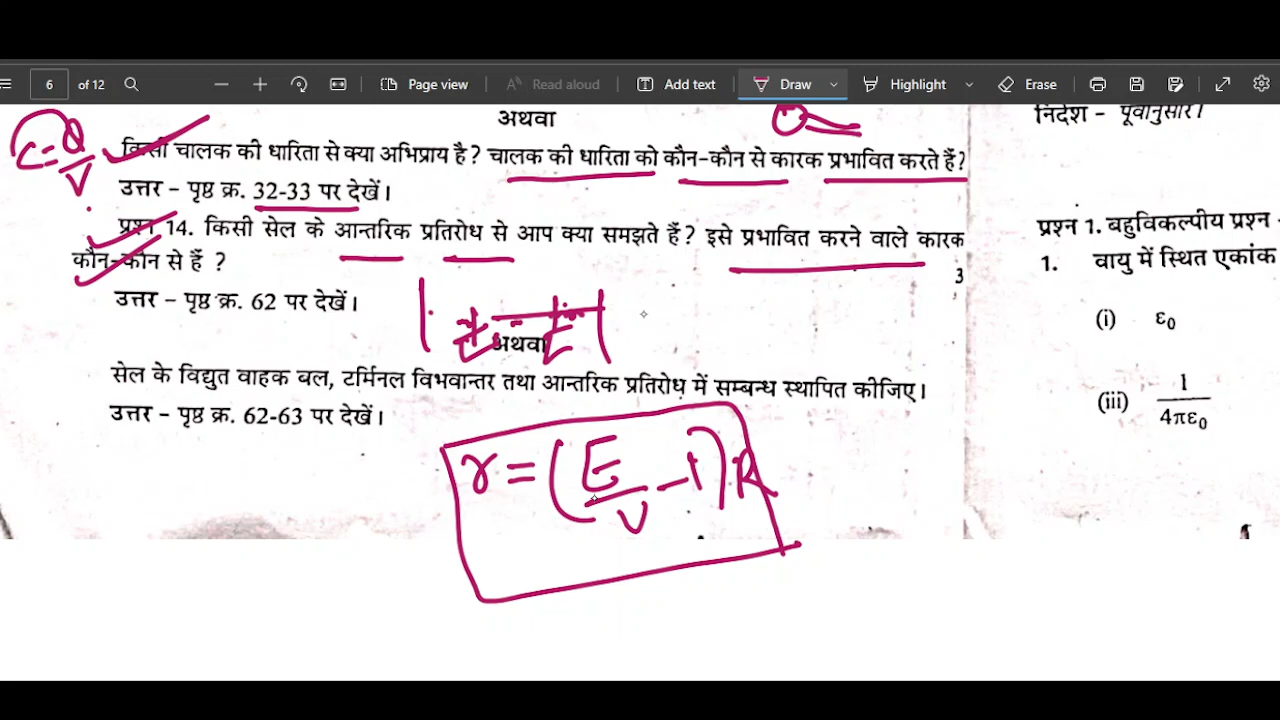 6 of 12 Page view Read aloud Add text Draw Highlight Erase
अथवा
C=Q/V
किसी चालक की धारिता से क्या अभिप्राय है? चालक की धारिता को कौन-कौन से कारक प्रभावित करते हैं?
उत्तर - पृष्ठ क्र. 32-33 पर देखें।
प्रश्न 14. किसी सेल के आन्तरिक प्रतिरोध से आप क्या समझते हैं? इसे प्रभावित करने वाले कारक
कौन-कौन से हैं ?
3
उत्तर - पृष्ठ क्र. 62 पर देखें।
अथवा
सेल के विद्युत वाहक बल, टर्मिनल विभवान्तर तथा आन्तरिक प्रतिरोध में सम्बन्ध स्थापित कीजिए।
उत्तर - पृष्ठ क्र. 62-63 पर देखें।
r = (E/V - 1) R
निदेश - पूर्वानुसार।
प्रश्न 1. बहुविकल्पीय प्रश्न
1. वायु में स्थित एकांक
(i) ε0
(iii) 1/4πε0